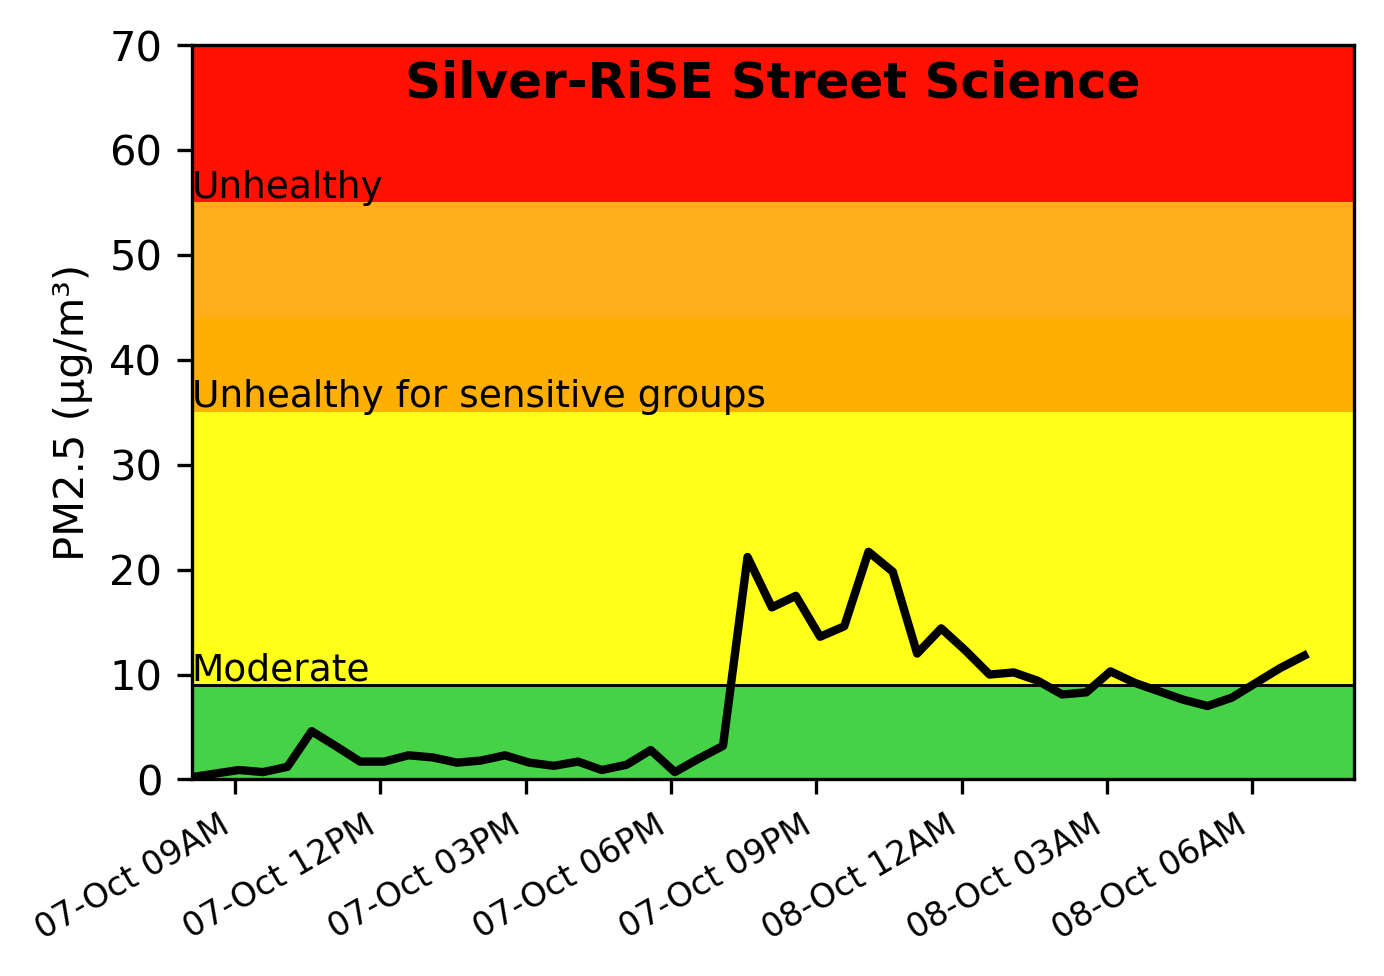 Silver-RiSE Street Science
70
60
Unhealthy
50
40
Unhealthy for sensitive groups
30
20
Moderate
10
0
PM2.5 (µg/m³)
07-Oct 09AM
07-Oct 12PM
07-Oct 03PM
07-Oct 06PM
07-Oct 09PM
08-Oct 12AM
08-Oct 03AM
08-Oct 06AM